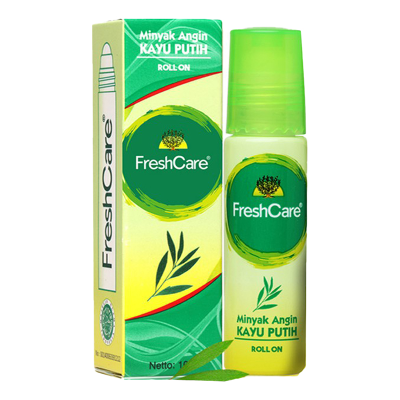 Minyak Angin
KAYU PUTIH
ROLL ON
FreshCare®
FreshCare®
Netto:
FreshCare®
Minyak Angin
KAYU PUTIH
ROLL ON